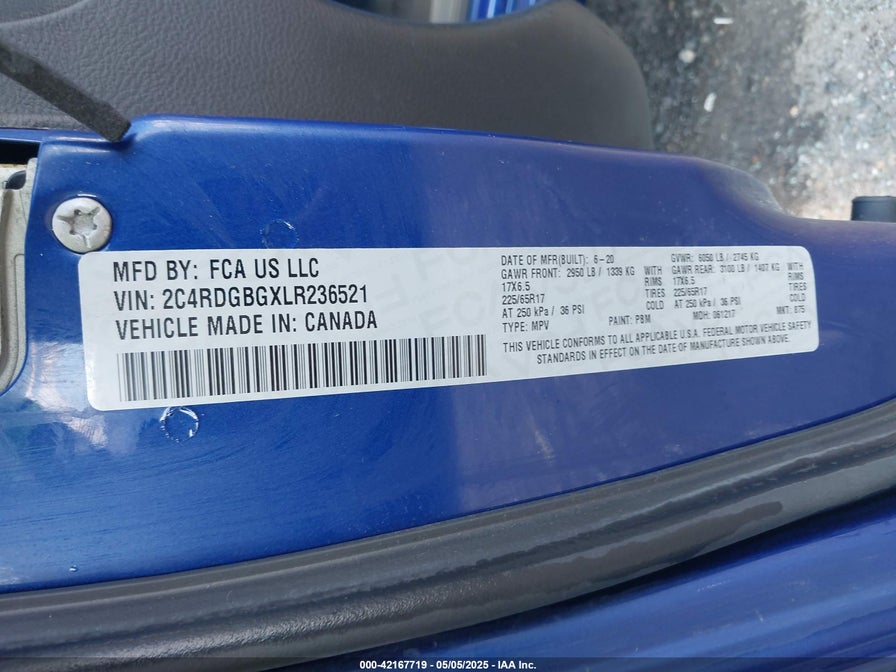 MFD BY: FCA US LLC
VIN: 2C4RDGBGXLR236521
VEHICLE MADE IN: CANADA
DATE OF MFR(BUILT): 6-20
GVWR: 6050 LB / 2745 KG
GAWR FRONT: 2950 LB / 1339 KG
GAWR REAR: 3100 LB / 1407 KG
17X6.5 RIMS
17X6.5 RIMS
225/65R17 TIRES
225/65R17 TIRES
AT 250 kPa / 36 PSI COLD
AT 250 kPa / 36 PSI COLD
TYPE: MPV PAINT: PBM MDH: 061217 MKT: 875
THIS VEHICLE CONFORMS TO ALL APPLICABLE U.S.A. FEDERAL MOTOR VEHICLE SAFETY
STANDARDS IN EFFECT ON THE DATE OF MANUFACTURE SHOWN ABOVE.
000-42167719 - 05/05/2025 - IAA Inc.